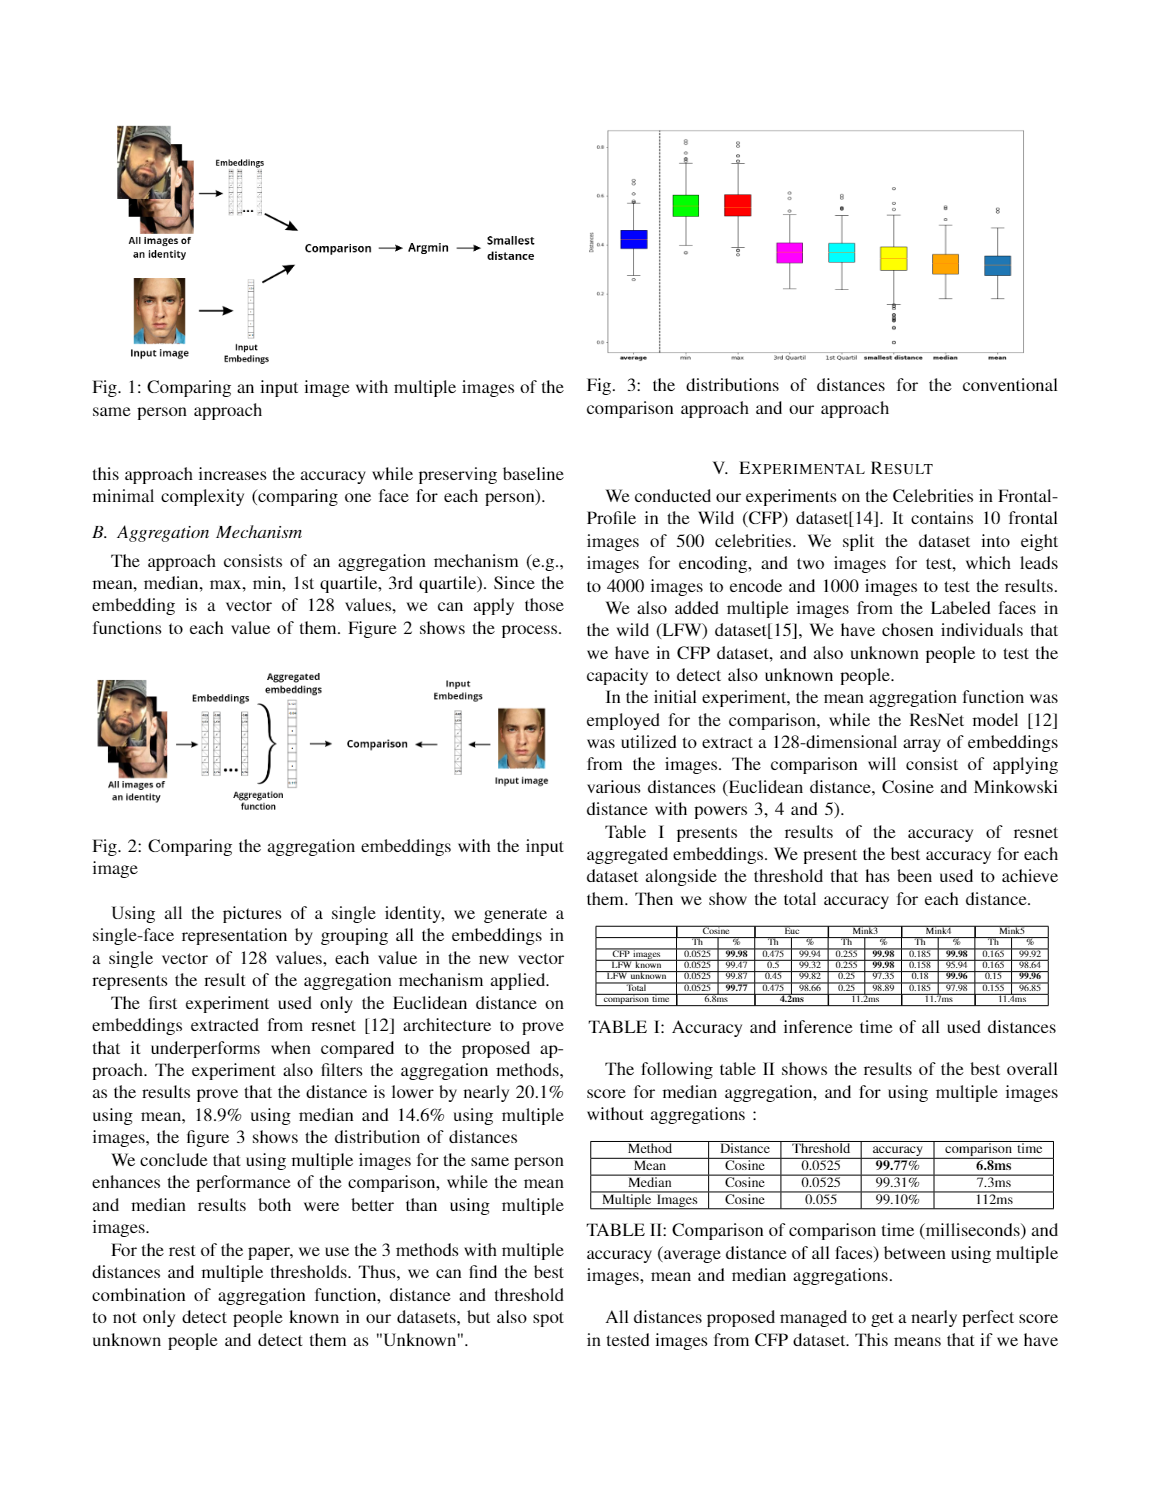 Embeddings
All images of
an identity
Comparison
Argmin
Smallest
distance
Input image
Input
Embedings
Fig. 1: Comparing an input image with multiple images of the
same person approach
this approach increases the accuracy while preserving baseline
minimal complexity (comparing one face for each person).
B. Aggregation Mechanism
The approach consists of an aggregation mechanism (e.g.,
mean, median, max, min, 1st quartile, 3rd quartile). Since the
embedding is a vector of 128 values, we can apply those
functions to each value of them. Figure 2 shows the process.
Aggregated
embeddings
Embeddings
Input
Embedings
Comparison
All images of
an identity
Aggregation
function
Input image
Fig. 2: Comparing the aggregation embeddings with the input
image
Using all the pictures of a single identity, we generate a
single-face representation by grouping all the embeddings in
a single vector of 128 values, each value in the new vector
represents the result of the aggregation mechanism applied.
The first experiment used only the Euclidean distance on
embeddings extracted from resnet [12] architecture to prove
that it underperforms when compared to the proposed ap-
proach. The experiment also filters the aggregation methods,
as the results prove that the distance is lower by nearly 20.1%
using mean, 18.9% using median and 14.6% using multiple
images, the figure 3 shows the distribution of distances
We conclude that using multiple images for the same person
enhances the performance of the comparison, while the mean
and median results both were better than using multiple
images.
For the rest of the paper, we use the 3 methods with multiple
distances and multiple thresholds. Thus, we can find the best
combination of aggregation function, distance and threshold
to not only detect people known in our datasets, but also spot
unknown people and detect them as "Unknown".
0.8
0.6
0.4
0.2
0.0
Distances
average min max 3rd Quartil 1st Quartil smallest distance median mean
Fig. 3: the distributions of distances for the conventional
comparison approach and our approach
V. EXPERIMENTAL RESULT
We conducted our experiments on the Celebrities in Frontal-
Profile in the Wild (CFP) dataset[14]. It contains 10 frontal
images of 500 celebrities. We split the dataset into eight
images for encoding, and two images for test, which leads
to 4000 images to encode and 1000 images to test the results.
We also added multiple images from the Labeled faces in
the wild (LFW) dataset[15], We have chosen individuals that
we have in CFP dataset, and also unknown people to test the
capacity to detect also unknown people.
In the initial experiment, the mean aggregation function was
employed for the comparison, while the ResNet model [12]
was utilized to extract a 128-dimensional array of embeddings
from the images. The comparison will consist of applying
various distances (Euclidean distance, Cosine and Minkowski
distance with powers 3, 4 and 5).
Table I presents the results of the accuracy of resnet
aggregated embeddings. We present the best accuracy for each
dataset alongside the threshold that has been used to achieve
them. Then we show the total accuracy for each distance.
Cosine Euc Mink3 Mink4 Mink5
Th % Th % Th % Th % Th %
CFP images 0.0525 99.98 0.475 99.94 0.255 99.98 0.185 99.98 0.165 99.92
LFW known 0.0525 99.47 0.5 99.32 0.255 99.98 0.158 95.94 0.165 98.64
LFW unknown 0.0525 99.87 0.45 99.82 0.25 97.35 0.18 99.96 0.15 99.96
Total 0.0525 99.77 0.475 98.66 0.25 98.89 0.185 97.98 0.155 96.85
comparison time 6.8ms 4.2ms 11.2ms 11.7ms 11.4ms
TABLE I: Accuracy and inference time of all used distances
The following table II shows the results of the best overall
score for median aggregation, and for using multiple images
without aggregations :
Method Distance Threshold accuracy comparison time
Mean Cosine 0.0525 99.77% 6.8ms
Median Cosine 0.0525 99.31% 7.3ms
Multiple Images Cosine 0.055 99.10% 112ms
TABLE II: Comparison of comparison time (milliseconds) and
accuracy (average distance of all faces) between using multiple
images, mean and median aggregations.
All distances proposed managed to get a nearly perfect score
in tested images from CFP dataset. This means that if we have